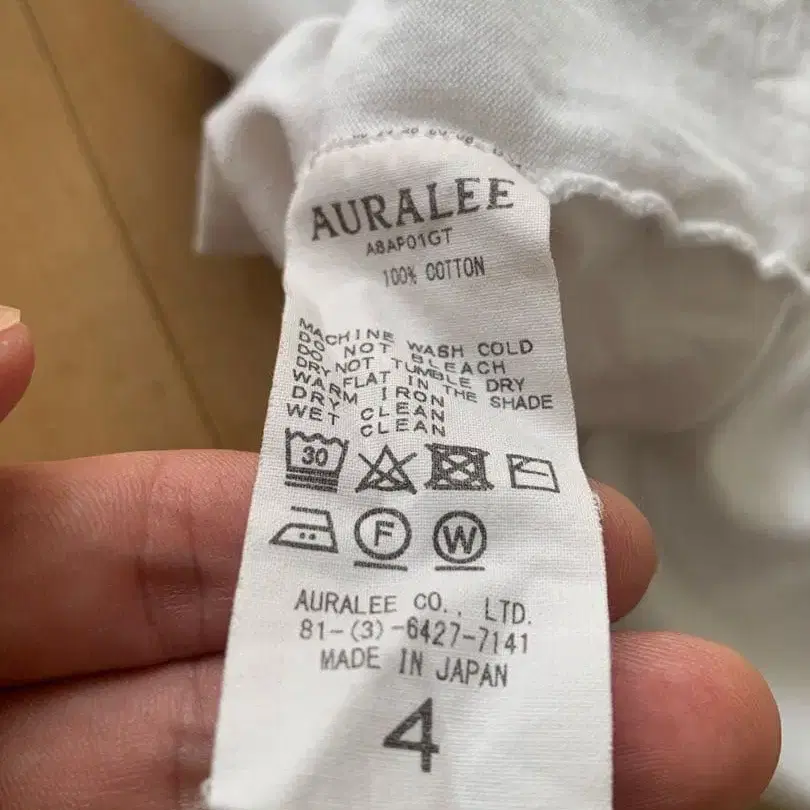 AURALEE
A8AP01GT
100% COTTON
MACHINE WASH COLD
DO NOT BLEACH
DO NOT TUMBLE DRY
DRY FLAT IN THE SHADE
WARM IRON
DRY CLEAN
WET CLEAN
30
F
W
AURALEE CO., LTD.
81-(3)-6427-7141
MADE IN JAPAN
4